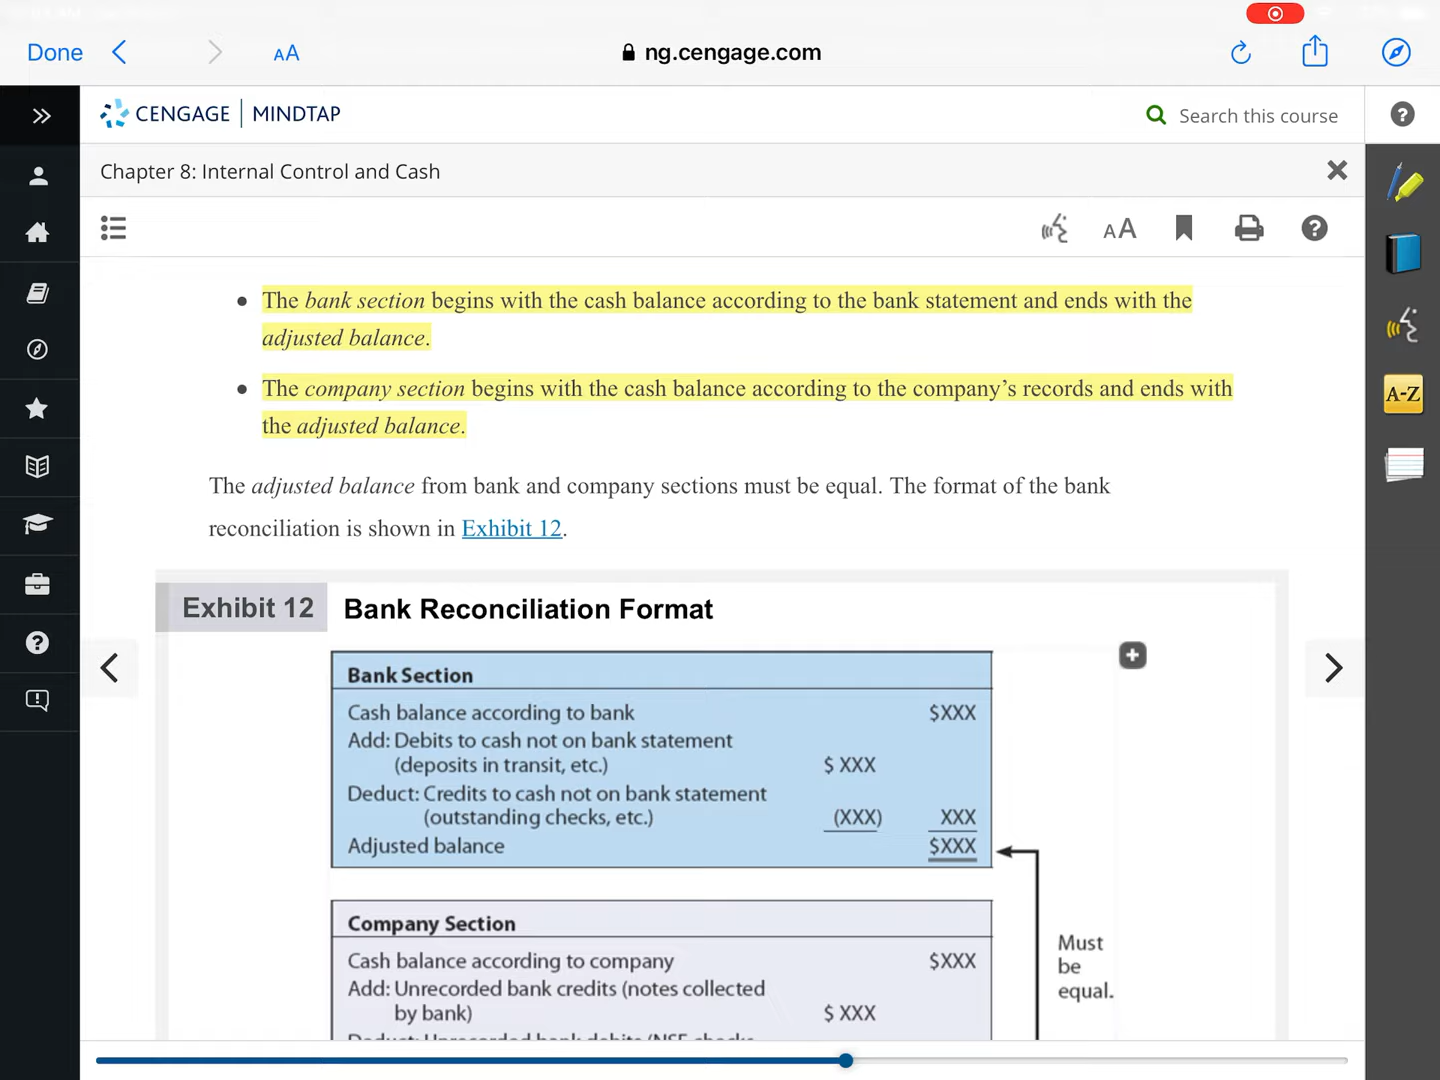 Done
AA
ng.cengage.com
CENGAGE | MINDTAP
Search this course
Chapter 8: Internal Control and Cash
AA
The bank section begins with the cash balance according to the bank statement and ends with the
adjusted balance.
The company section begins with the cash balance according to the company's records and ends with
the adjusted balance.
The adjusted balance from bank and company sections must be equal. The format of the bank
reconciliation is shown in Exhibit 12.
Exhibit 12 Bank Reconciliation Format
Bank Section
Cash balance according to bank $XXX
Add: Debits to cash not on bank statement
(deposits in transit, etc.) $ XXX
Deduct: Credits to cash not on bank statement
(outstanding checks, etc.) (XXX) XXX
Adjusted balance $XXX
Company Section
Cash balance according to company $XXX
Add: Unrecorded bank credits (notes collected
by bank) $ XXX
Must
be
equal.
A-Z